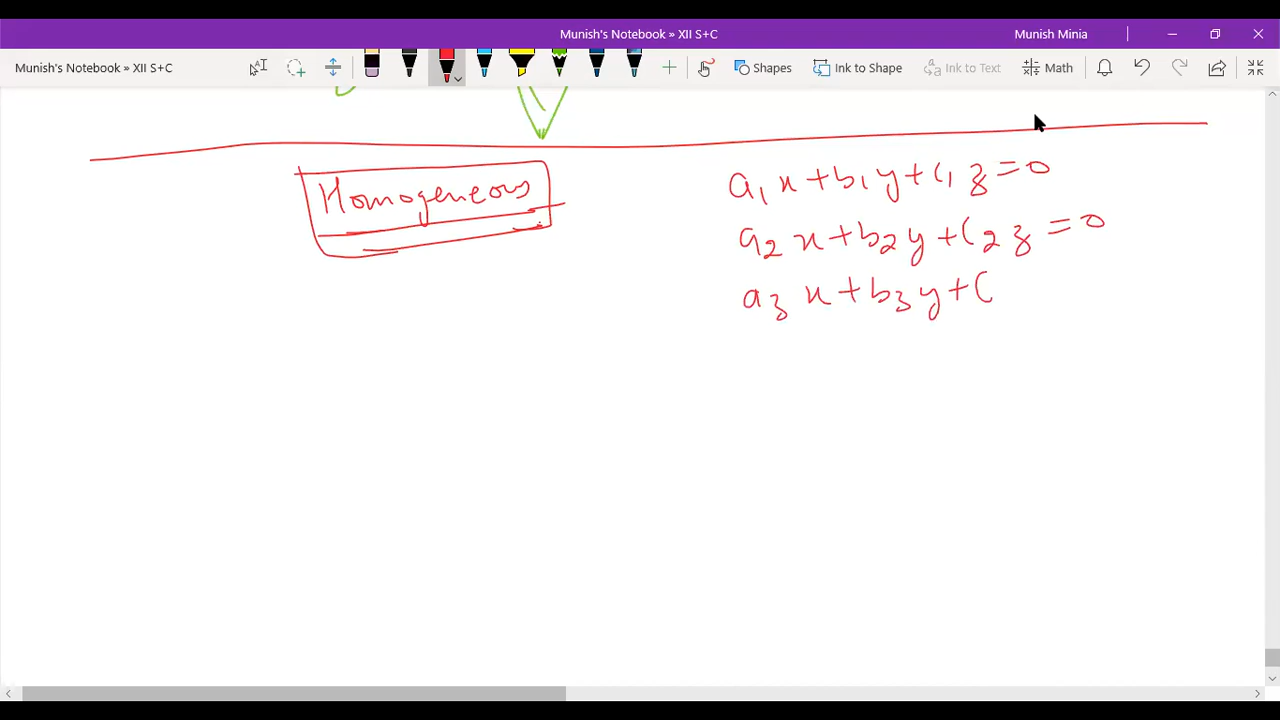 Munish's Notebook » XII S+C
Munish Minia
Munish's Notebook » XII S+C
Shapes
Ink to Shape
Ink to Text
Math
Homogeneous
a₁x+b₁y+c₁z=0
a₂x+b₂y+c₂z=0
a₃x+b₃y+c